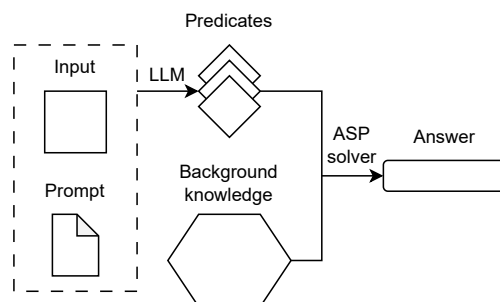 Predicates
Input
LLM
Prompt
Background
knowledge
ASP
solver
Answer